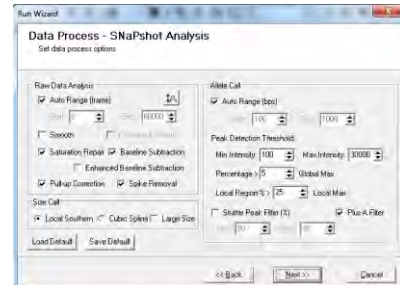 Run Wizard
Data Process - SNaPshot Analysis
Set data process options
Raw Data Analysis
Auto Range (frame)
Start 0 60000
Smooth
Saturation Repair Baseline Subtraction
Enhanced Baseline Subtraction
Pull-up Correction Spike Removal
Size Call
Local Southern Cubic Spline Large Size
Load Default Save Default
Allele Call
Auto Range (bps)
100 1000
Peak Detection Threshold
Min Intensity 100 Max Intensity 30000
Percentage > 5 Global Max
Local Region % > 25 Local Max
Stutter Peak Filter (%) Plus-A Filter
<< Back Next >> Cancel